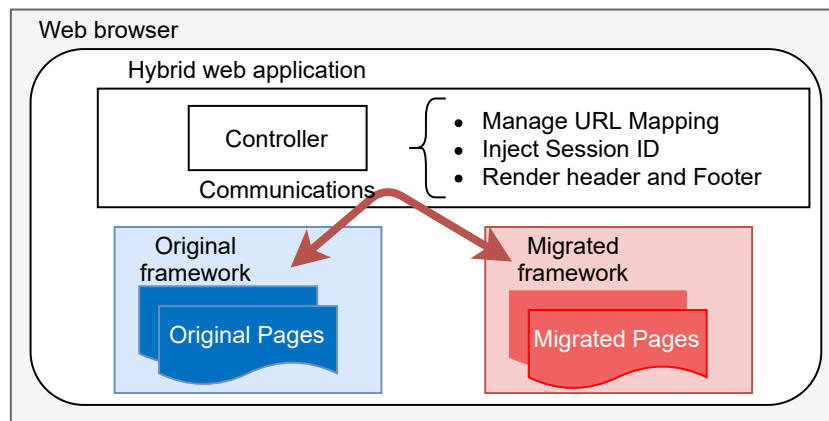 Web browser
Hybrid web application
Controller
• Manage URL Mapping
• Inject Session ID
• Render header and Footer
Communications
Original
framework
Original Pages
Migrated
framework
Migrated Pages